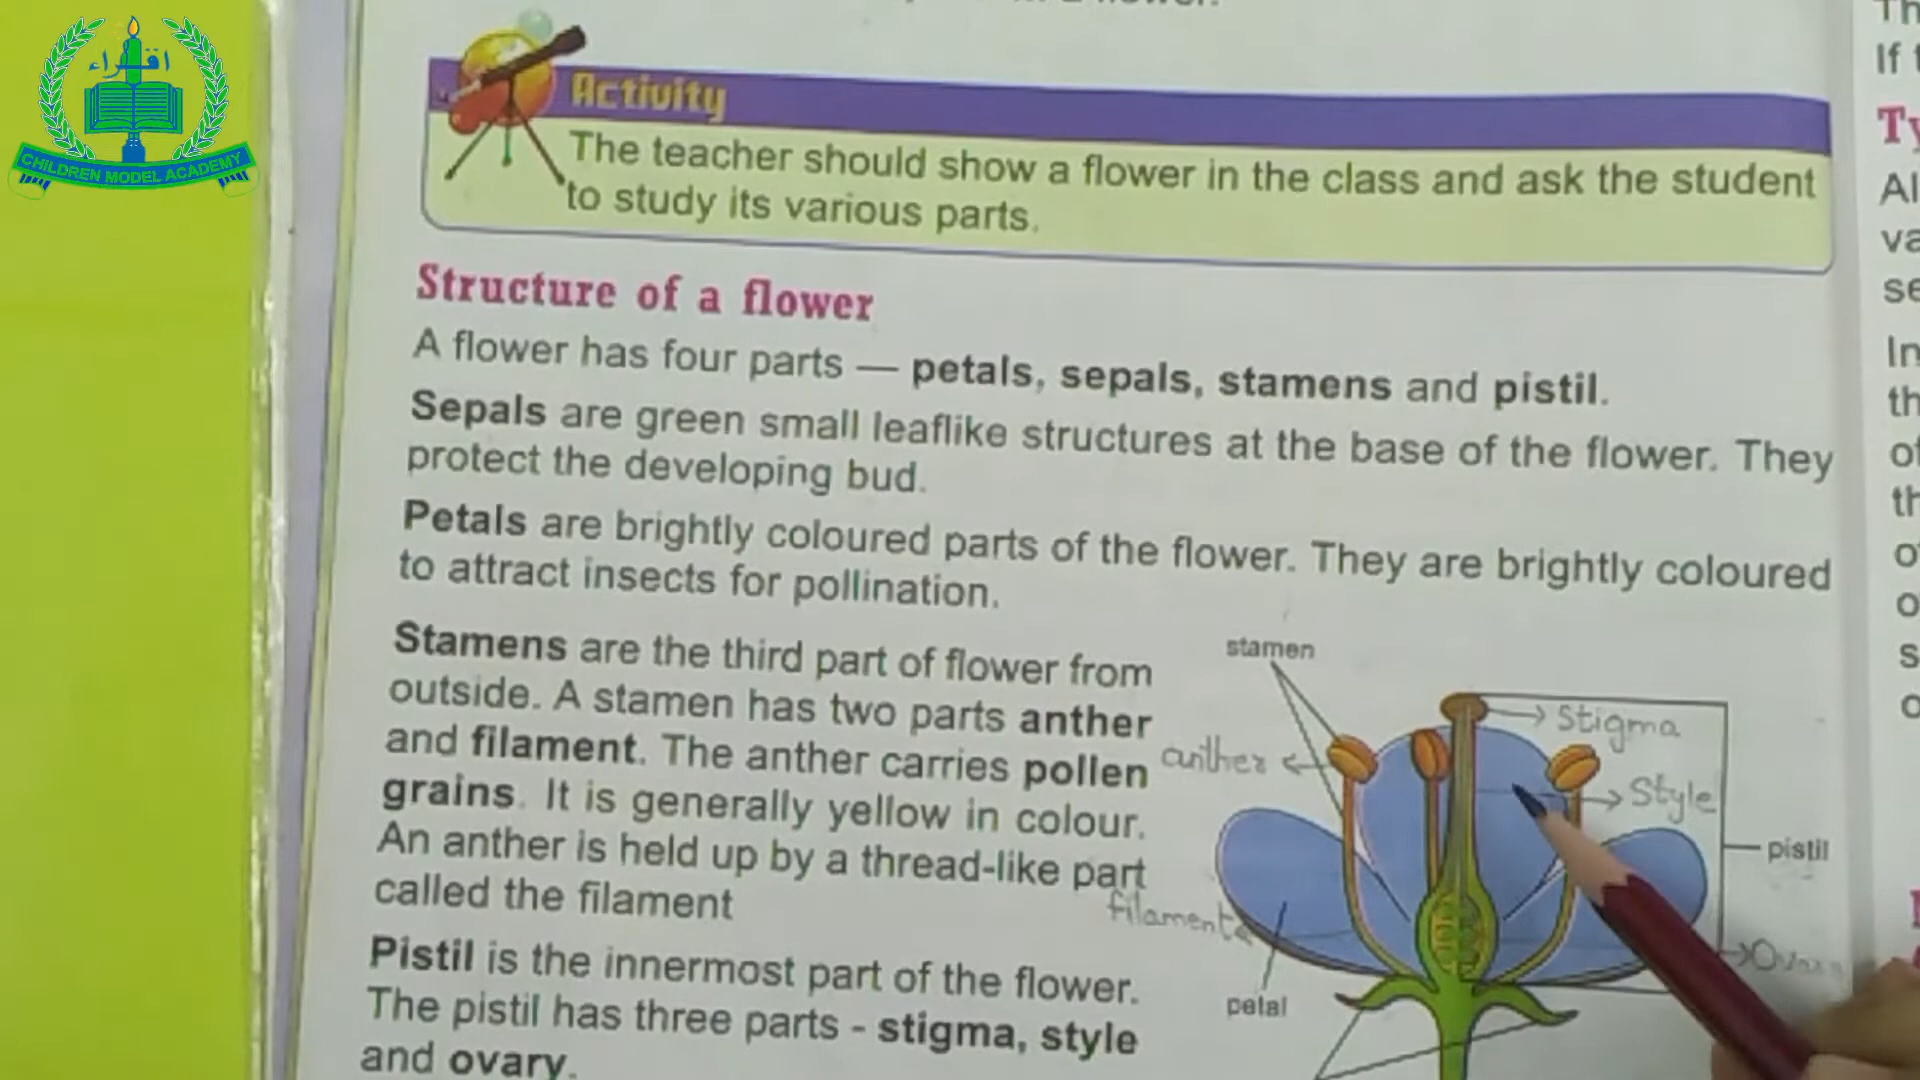 اقراء
CHILDREN MODEL ACADEMY
flower.
Activity
The teacher should show a flower in the class and ask the student
to study its various parts.
Structure of a flower
A flower has four parts — petals, sepals, stamens and pistil.
Sepals are green small leaflike structures at the base of the flower. They
protect the developing bud.
Petals are brightly coloured parts of the flower. They are brightly coloured
to attract insects for pollination.
Stamens are the third part of flower from
outside. A stamen has two parts anther
and filament. The anther carries pollen
grains. It is generally yellow in colour.
An anther is held up by a thread-like part
called the filament
Pistil is the innermost part of the flower.
The pistil has three parts - stigma, style
and ovary.
stamen
Stigma
anther
Style
pistil
filament
Ovary
petal
If